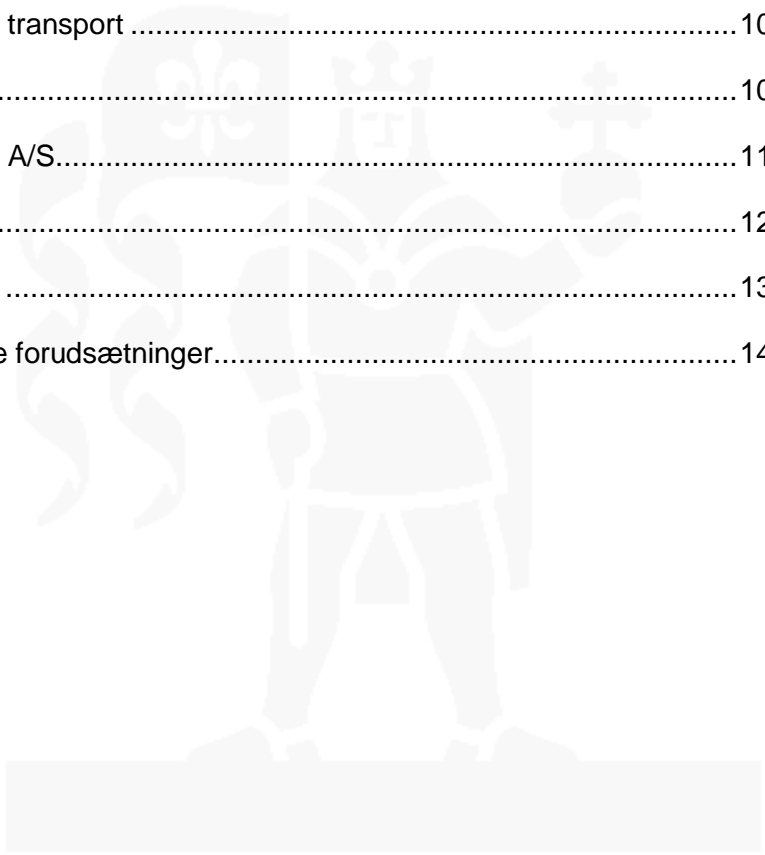 transport ........................................................................ 10
........................................................................................ 10
A/S................................................................................. 11
........................................................................................ 12
....................................................................................... 13
e forudsætninger.............................................................. 14